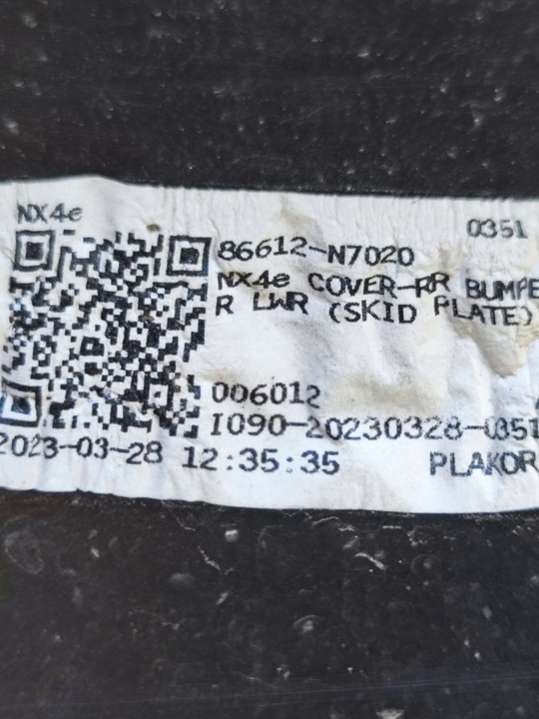 NX4e 0351
86612-N7020
NX4e COVER-RR BUMPE
R LWR (SKID PLATE)
006012
I090-20230328-0351
2023-03-28 12:35:35 PLAKOR